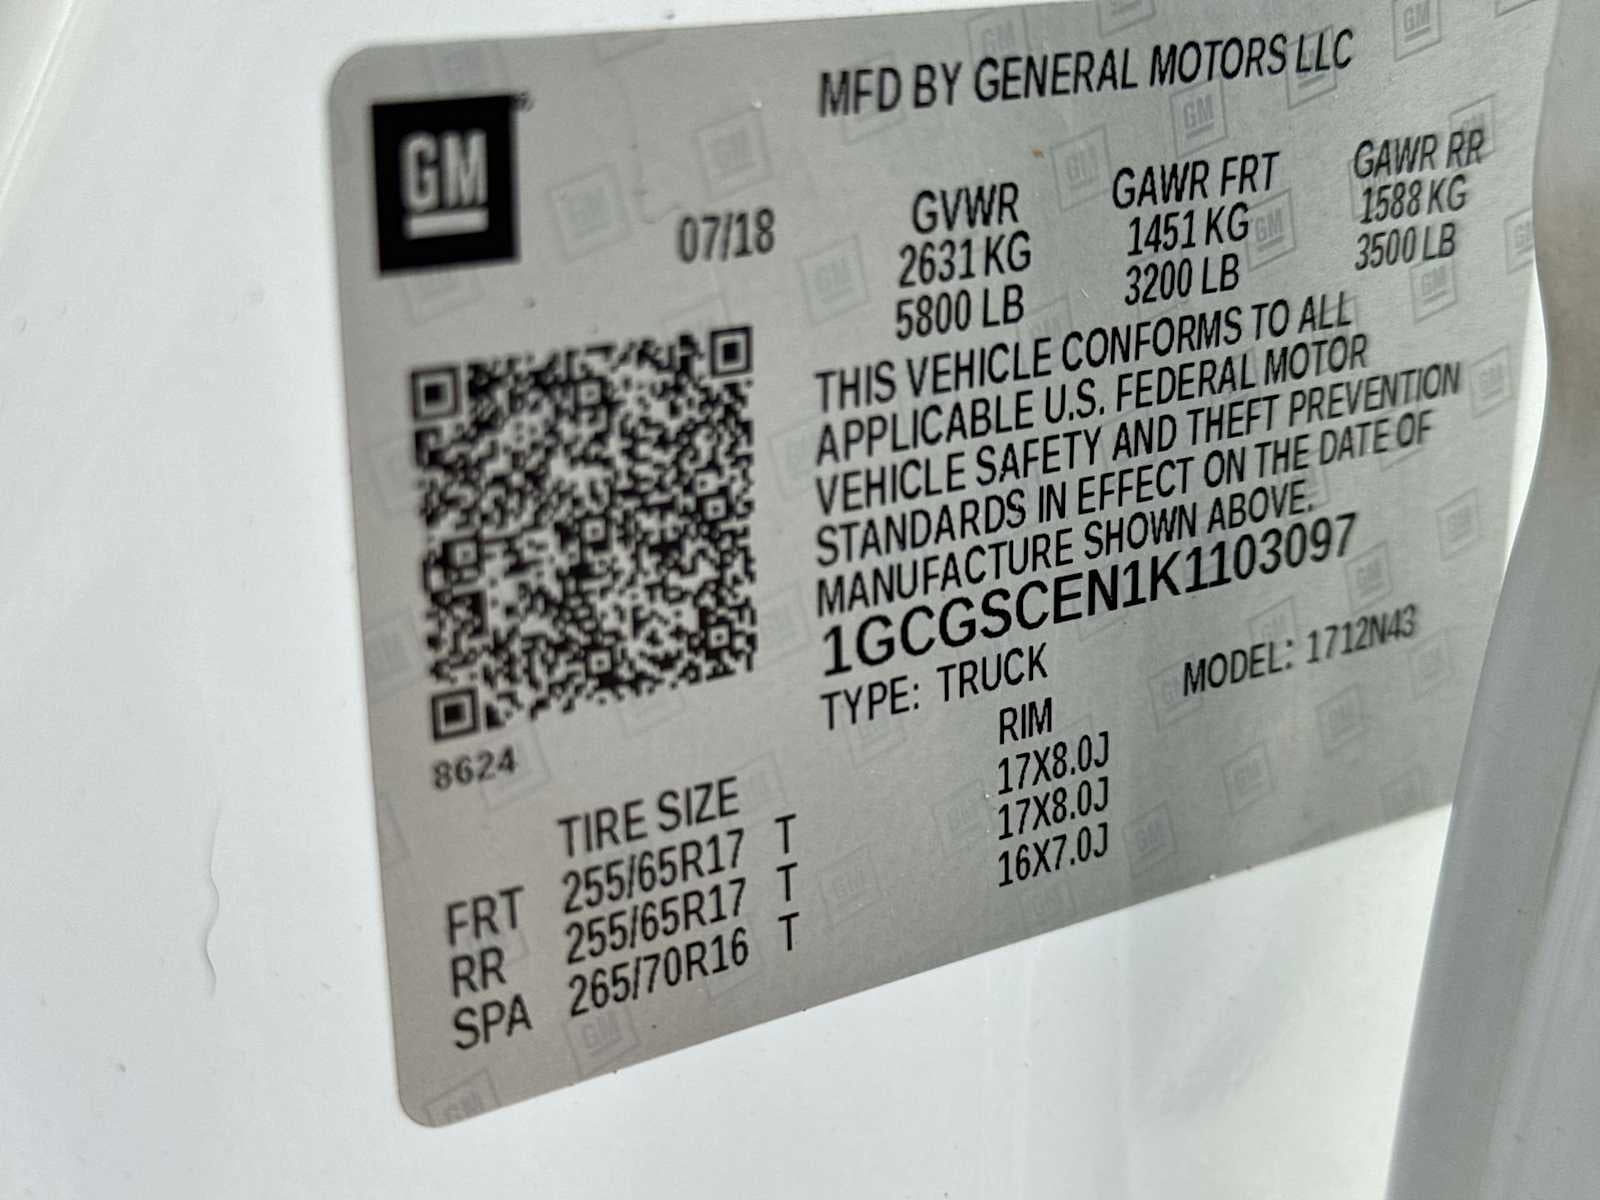 GM
MFD BY GENERAL MOTORS LLC
07/18
GVWR GAWR FRT GAWR RR
2631 KG 1451 KG 1588 KG
5800 LB 3200 LB 3500 LB
THIS VEHICLE CONFORMS TO ALL
APPLICABLE U.S. FEDERAL MOTOR
VEHICLE SAFETY AND THEFT PREVENTION
STANDARDS IN EFFECT ON THE DATE OF
MANUFACTURE SHOWN ABOVE.
1GCGSCEN1K1103097
TYPE: TRUCK MODEL: 1712N43
8624
TIRE SIZE RIM
FRT 255/65R17 T 17X8.0J
RR 255/65R17 T 17X8.0J
SPA 265/70R16 T 16X7.0J